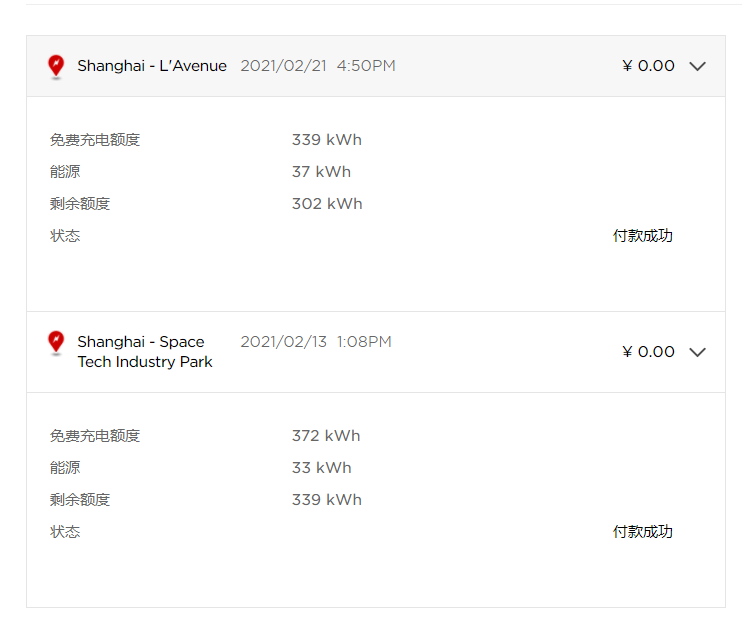 Shanghai - L'Avenue 2021/02/21 4:50PM ¥ 0.00
免费充电额度 339 kWh
能源 37 kWh
剩余额度 302 kWh
状态 付款成功
Shanghai - Space 2021/02/13 1:08PM
Tech Industry Park ¥ 0.00
免费充电额度 372 kWh
能源 33 kWh
剩余额度 339 kWh
状态 付款成功